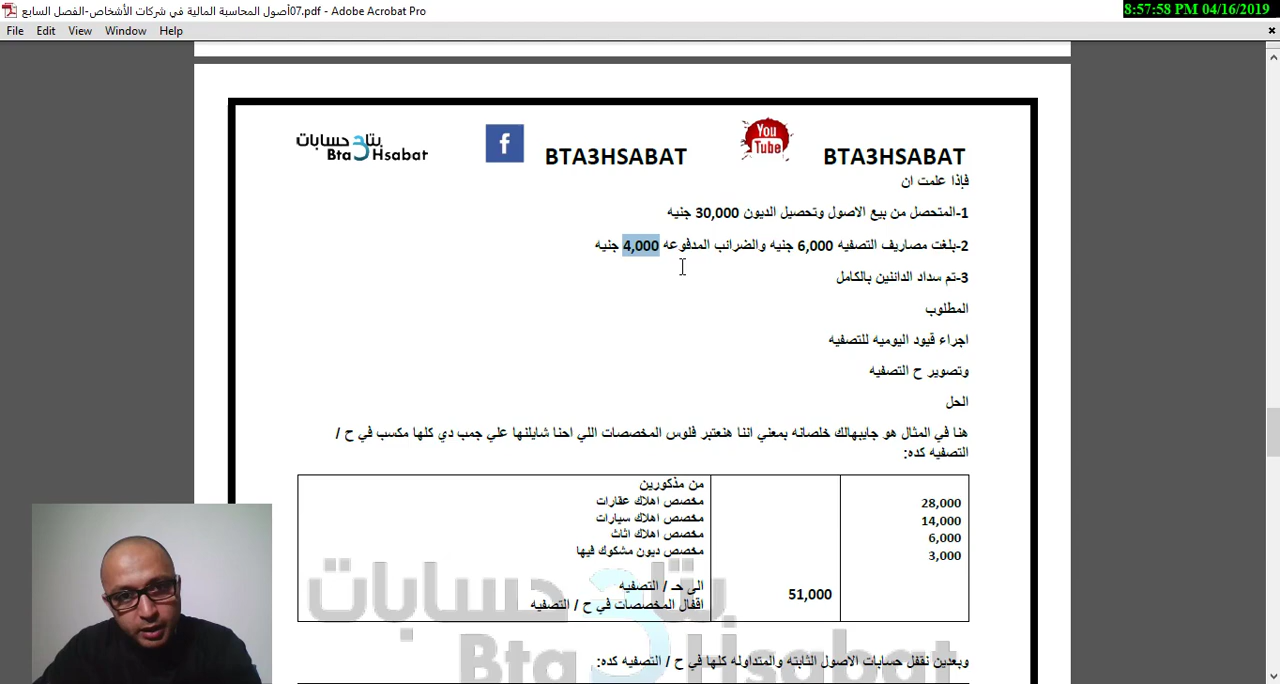 07أصول المحاسبة المالية في شركات الأشخاص-الفصل السابع.pdf - Adobe Acrobat Pro
8:57:58 PM 04/16/2019
File Edit View Window Help
بتاع حسابات
Bta3Hsabat
f
BTA3HSABAT
You Tube
BTA3HSABAT
فإذا علمت ان
1-المتحصل من بيع الاصول وتحصيل الديون 30,000 جنيه
2-بلغت مصاريف التصفيه 6,000 جنيه والضرائب المدفوعه 4,000 جنيه
3-تم سداد الدائنين بالكامل
المطلوب
اجراء قيود اليوميه للتصفيه
وتصوير ح التصفيه
الحل
هنا في المثال هو جايبهالك خلصانه بمعني اننا هنعتبر فلوس المخصصات اللي احنا شايلنها علي جمب دي كلها مكسب في ح /
التصفيه كده:
من مذكورين
28,000 مخصص اهلاك عقارات
14,000 مخصص اهلاك سيارات
6,000 مخصص اهلاك اثاث
3,000 مخصص ديون مشكوك فيها
51,000 الى حـ / التصفيه
اقفال المخصصات في ح / التصفيه
بتاع حسابات
Bta3Hsabat
وبعدين نقفل حسابات الاصول الثابته والمتداوله كلها في ح / التصفيه كده: